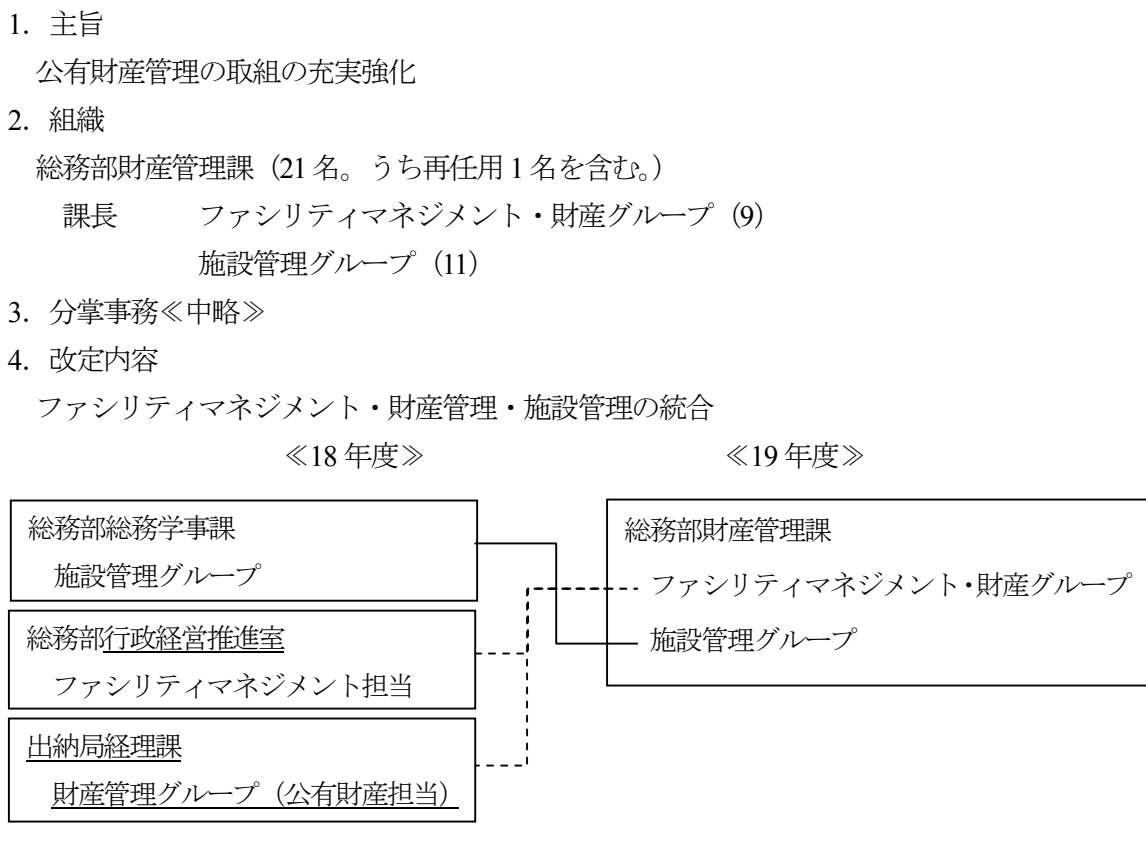 1. 主旨
公有財産管理の取組の充実強化
2. 組織
総務部財産管理課（21名。うち再任用1名を含む。）
課長　ファシリティマネジメント・財産グループ（9）
施設管理グループ（11）
3. 分掌事務≪中略≫
4. 改定内容
ファシリティマネジメント・財産管理・施設管理の統合
≪18年度≫
総務部総務学事課
施設管理グループ
総務部行政経営推進室
ファシリティマネジメント担当
出納局経理課
財産管理グループ（公有財産担当）
≪19年度≫
総務部財産管理課
ファシリティマネジメント・財産グループ
施設管理グループ